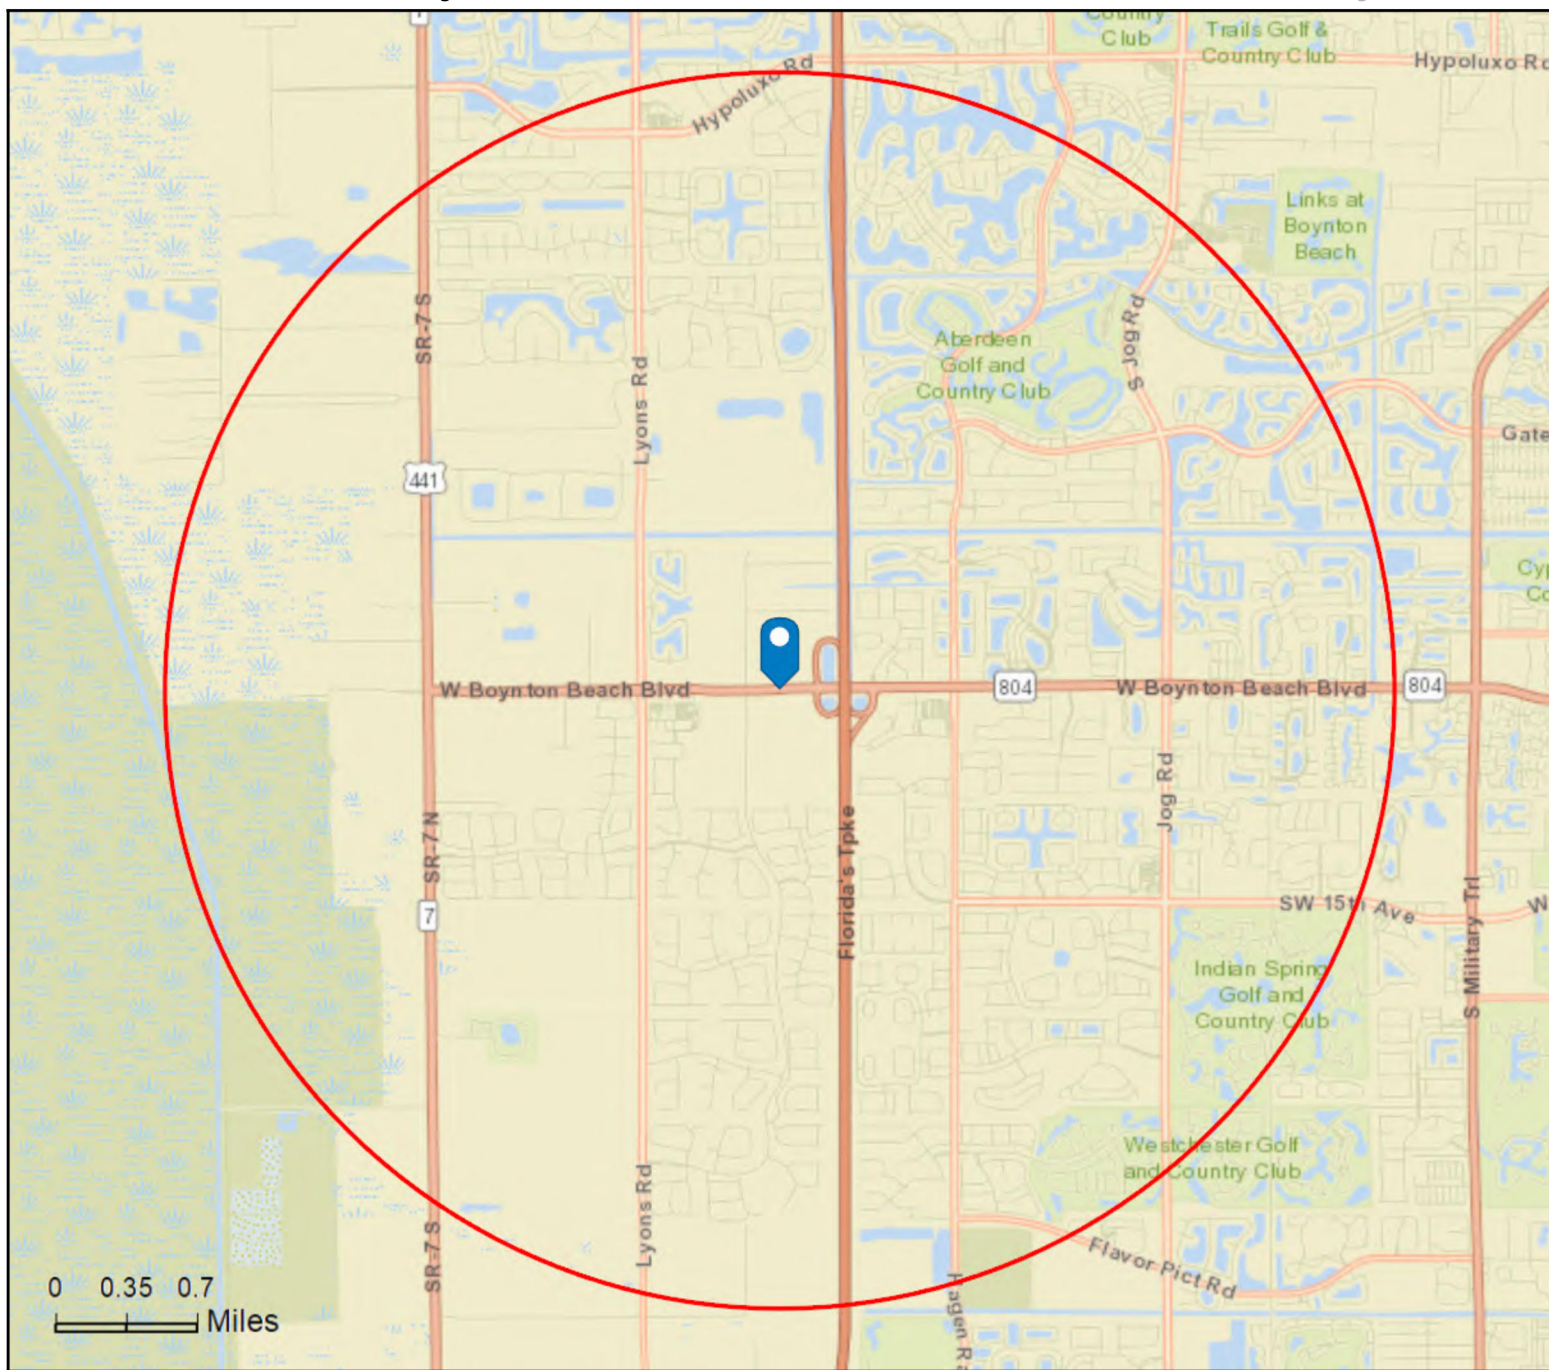 Country
Club
Trails Golf &
Country Club
Hypoluxo Rd
Hypoluxo Rd
Links at
Boynton
Beach
SR-7 S
Lyons Rd
Aberdeen
Golf and
Country Club
S Jog Rd
441
Gate
Cyp
Co
W Boynton Beach Blvd
804
W Boynton Beach Blvd
804
Jog Rd
SR-7 N
Florida's Tpke
7
SW 15th Ave
W
S Military Trl
Indian Spring
Golf and
Country Club
Westchester Golf
and Country Club
Lyons Rd
SR-7 S
Flavor Pict Rd
Hagen Ra
0 0.35 0.7
Miles